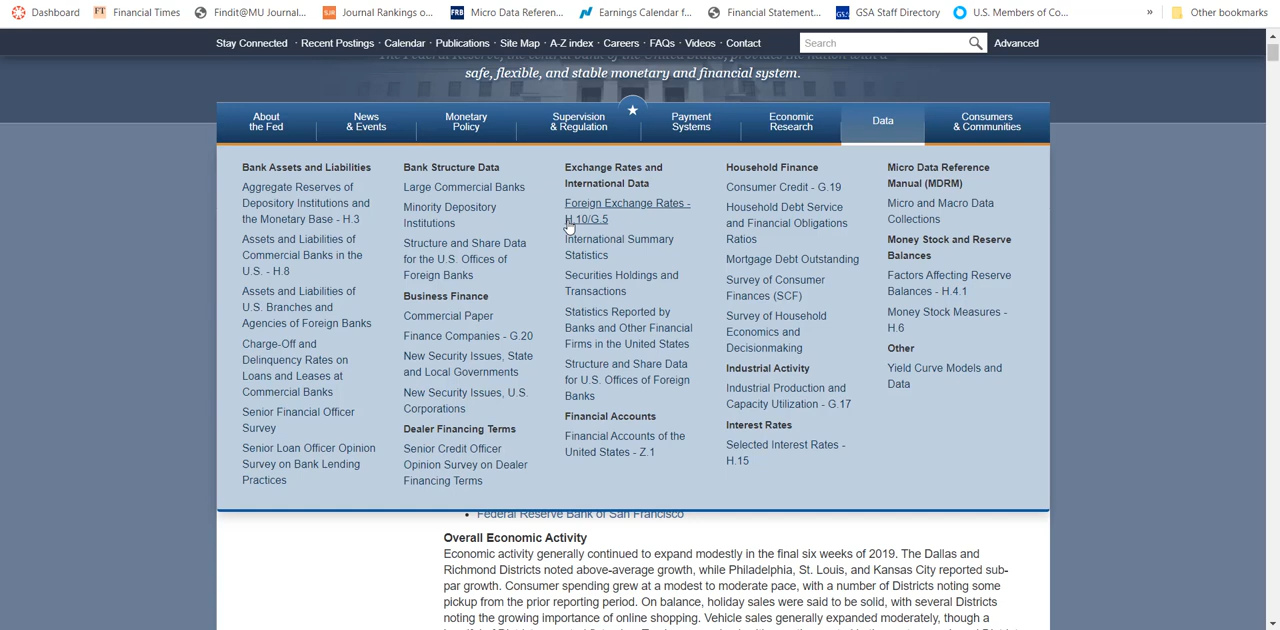 Dashboard
Financial Times
Findit@MU Journal...
Journal Rankings o...
Micro Data Referen...
Earnings Calendar f...
Financial Statement...
GSA Staff Directory
U.S. Members of Co...
»
Other bookmarks
Stay Connected · Recent Postings · Calendar · Publications · Site Map · A-Z index · Careers · FAQs · Videos · Contact
Search
Advanced
The Federal Reserve, the central bank of the United States, provides the nation with a
safe, flexible, and stable monetary and financial system.
About
the Fed
News
& Events
Monetary
Policy
Supervision
& Regulation
Payment
Systems
Economic
Research
Data
Consumers
& Communities
Bank Assets and Liabilities
Aggregate Reserves of
Depository Institutions and
the Monetary Base - H.3
Assets and Liabilities of
Commercial Banks in the
U.S. - H.8
Assets and Liabilities of
U.S. Branches and
Agencies of Foreign Banks
Charge-Off and
Delinquency Rates on
Loans and Leases at
Commercial Banks
Senior Financial Officer
Survey
Senior Loan Officer Opinion
Survey on Bank Lending
Practices
Bank Structure Data
Large Commercial Banks
Minority Depository
Institutions
Structure and Share Data
for the U.S. Offices of
Foreign Banks
Business Finance
Commercial Paper
Finance Companies - G.20
New Security Issues, State
and Local Governments
New Security Issues, U.S.
Corporations
Dealer Financing Terms
Senior Credit Officer
Opinion Survey on Dealer
Financing Terms
Exchange Rates and
International Data
Foreign Exchange Rates -
H.10/G.5
International Summary
Statistics
Securities Holdings and
Transactions
Statistics Reported by
Banks and Other Financial
Firms in the United States
Structure and Share Data
for U.S. Offices of Foreign
Banks
Financial Accounts
Financial Accounts of the
United States - Z.1
Household Finance
Consumer Credit - G.19
Household Debt Service
and Financial Obligations
Ratios
Mortgage Debt Outstanding
Survey of Consumer
Finances (SCF)
Survey of Household
Economics and
Decisionmaking
Industrial Activity
Industrial Production and
Capacity Utilization - G.17
Interest Rates
Selected Interest Rates -
H.15
Micro Data Reference
Manual (MDRM)
Micro and Macro Data
Collections
Money Stock and Reserve
Balances
Factors Affecting Reserve
Balances - H.4.1
Money Stock Measures -
H.6
Other
Yield Curve Models and
Data
• Federal Reserve Bank of San Francisco
Overall Economic Activity
Economic activity generally continued to expand modestly in the final six weeks of 2019. The Dallas and
Richmond Districts noted above-average growth, while Philadelphia, St. Louis, and Kansas City reported sub-
par growth. Consumer spending grew at a modest to moderate pace, with a number of Districts noting some
pickup from the prior reporting period. On balance, holiday sales were said to be solid, with several Districts
noting the growing importance of online shopping. Vehicle sales generally expanded moderately, though a